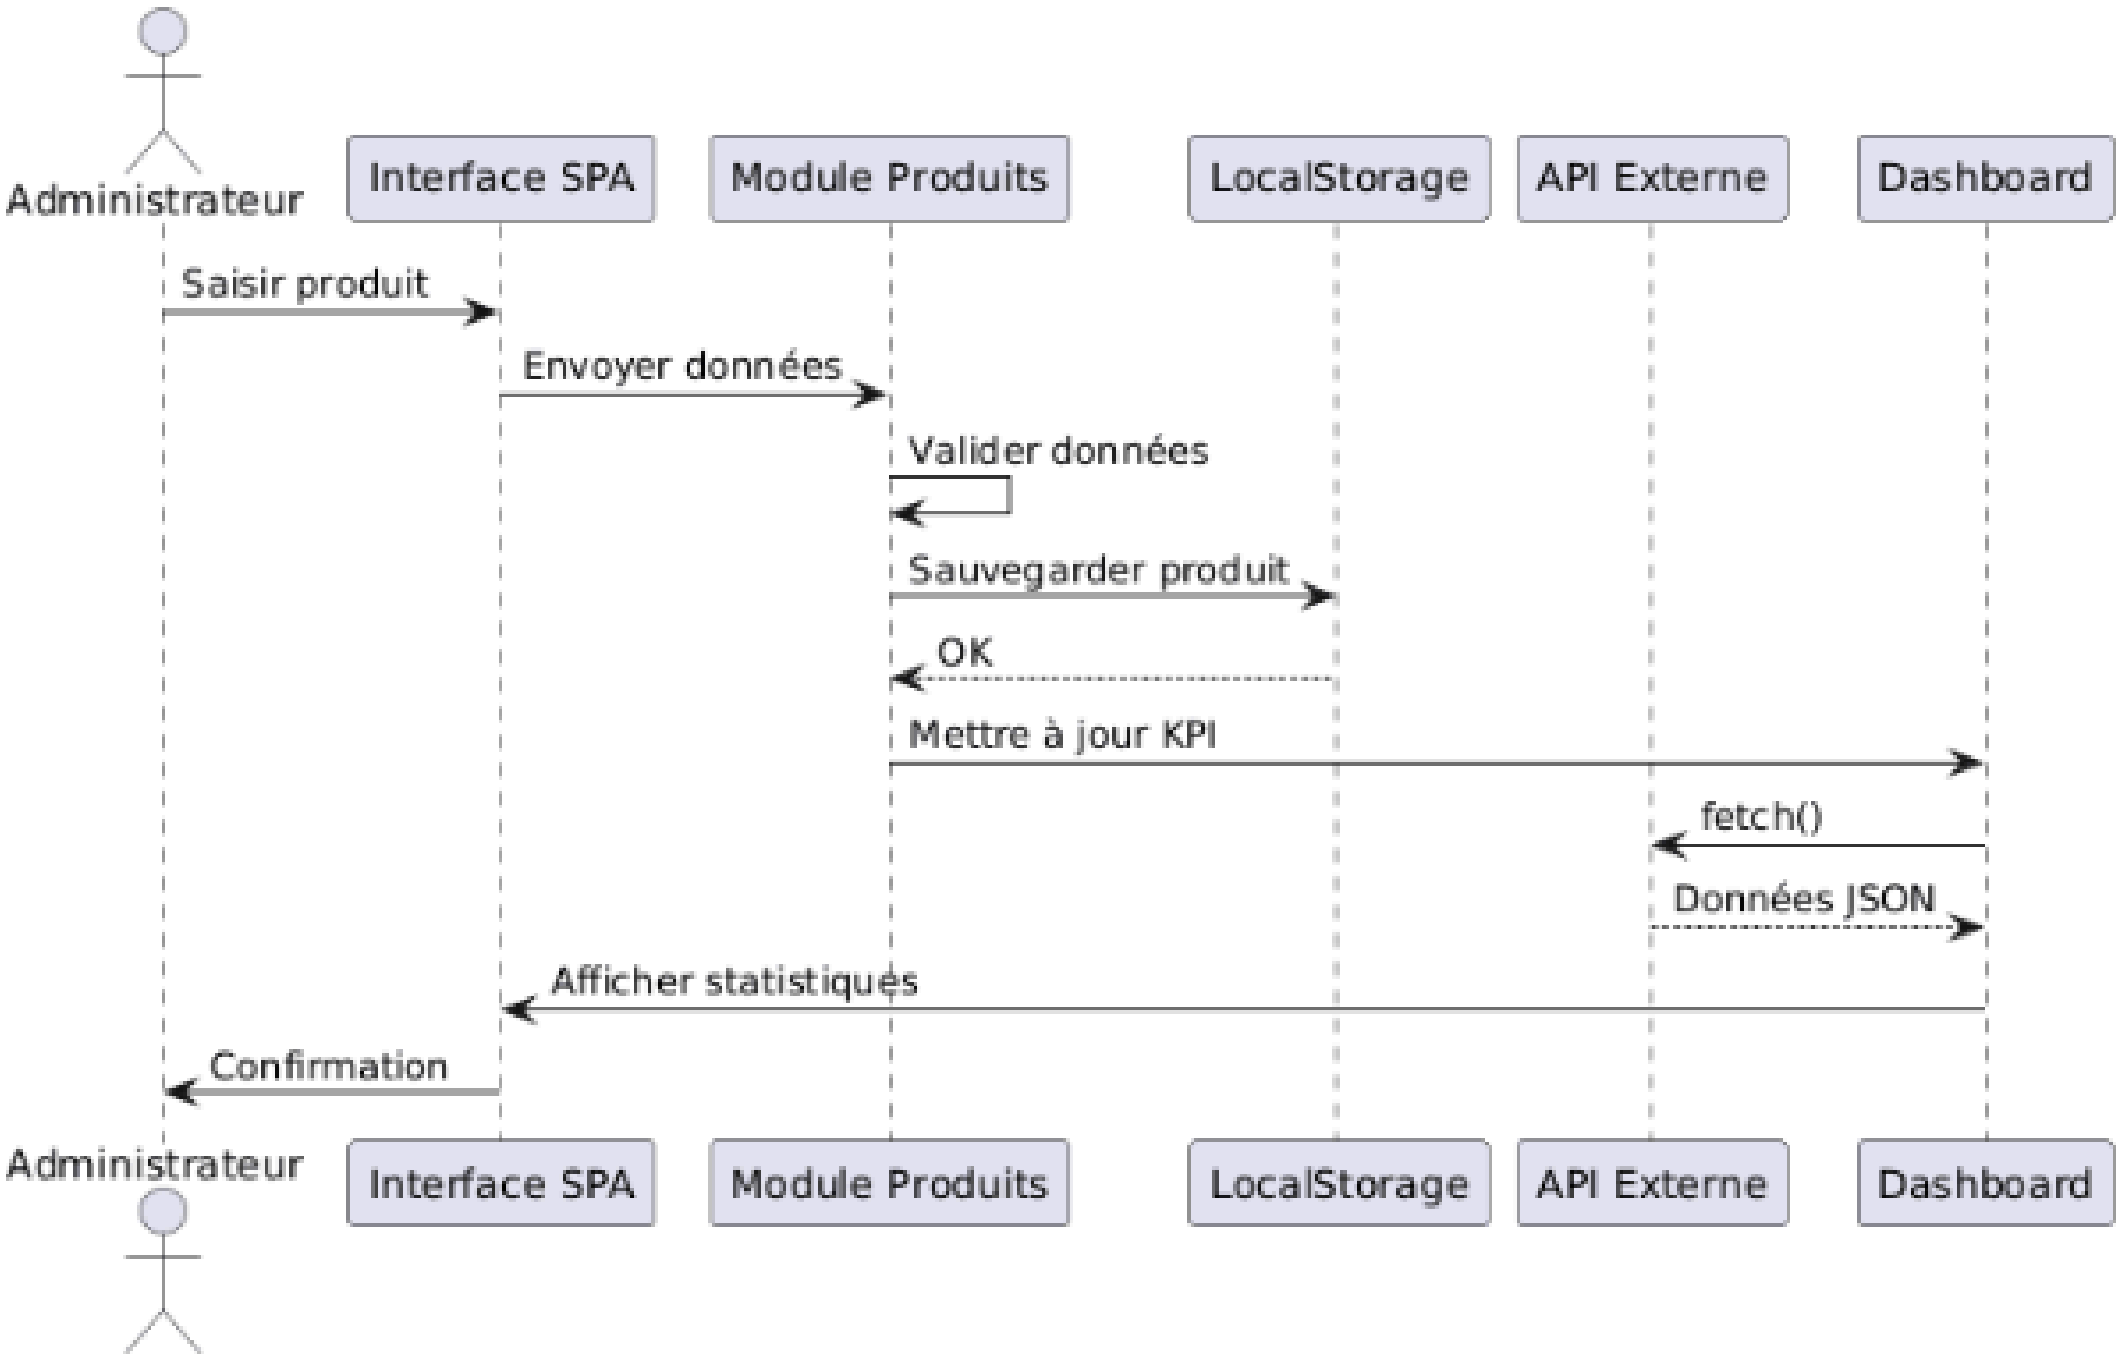 Administrateur
Interface SPA
Module Produits
LocalStorage
API Externe
Dashboard
Saisir produit
Envoyer données
Valider données
Sauvegarder produit
OK
Mettre à jour KPI
fetch()
Données JSON
Afficher statistiques
Confirmation
Administrateur
Interface SPA
Module Produits
LocalStorage
API Externe
Dashboard